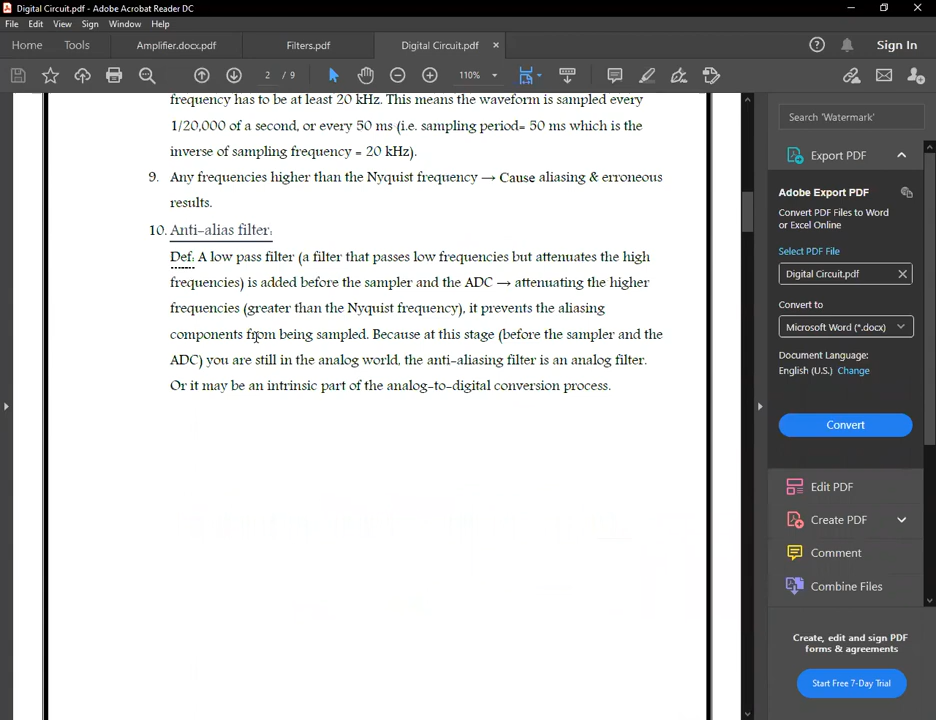 Digital Circuit.pdf - Adobe Acrobat Reader DC
File Edit View Sign Window Help
Home Tools Amplifier.docx.pdf Filters.pdf Digital Circuit.pdf × Sign In
2 / 9 110%
frequency has to be at least 20 kHz. This means the waveform is sampled every
1/20,000 of a second, or every 50 ms (i.e. sampling period= 50 ms which is the
inverse of sampling frequency = 20 kHz).
9. Any frequencies higher than the Nyquist frequency → Cause aliasing & erroneous
results.
10. Anti-alias filter:
Def: A low pass filter (a filter that passes low frequencies but attenuates the high
frequencies) is added before the sampler and the ADC → attenuating the higher
frequencies (greater than the Nyquist frequency), it prevents the aliasing
components from being sampled. Because at this stage (before the sampler and the
ADC) you are still in the analog world, the anti-aliasing filter is an analog filter.
Or it may be an intrinsic part of the analog-to-digital conversion process.
Search 'Watermark'
Export PDF
Adobe Export PDF
Convert PDF Files to Word
or Excel Online
Select PDF File
Digital Circuit.pdf
Convert to
Microsoft Word (*.docx)
Document Language:
English (U.S.) Change
Convert
Edit PDF
Create PDF
Comment
Combine Files
Create, edit and sign PDF
forms & agreements
Start Free 7-Day Trial